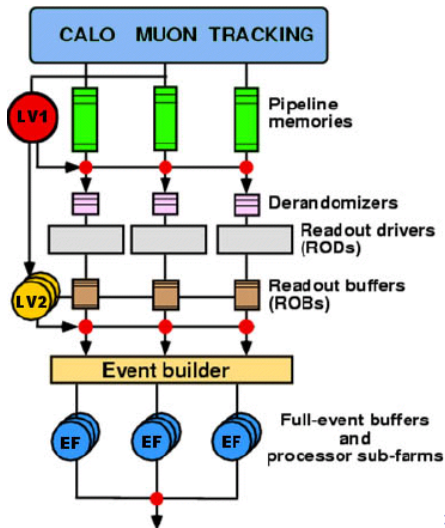 CALO MUON TRACKING
LV1
Pipeline
memories
Derandomizers
Readout drivers
(RODs)
Readout buffers
(ROBs)
LV2
Event builder
EF EF EF
Full-event buffers
and
processor sub-farms